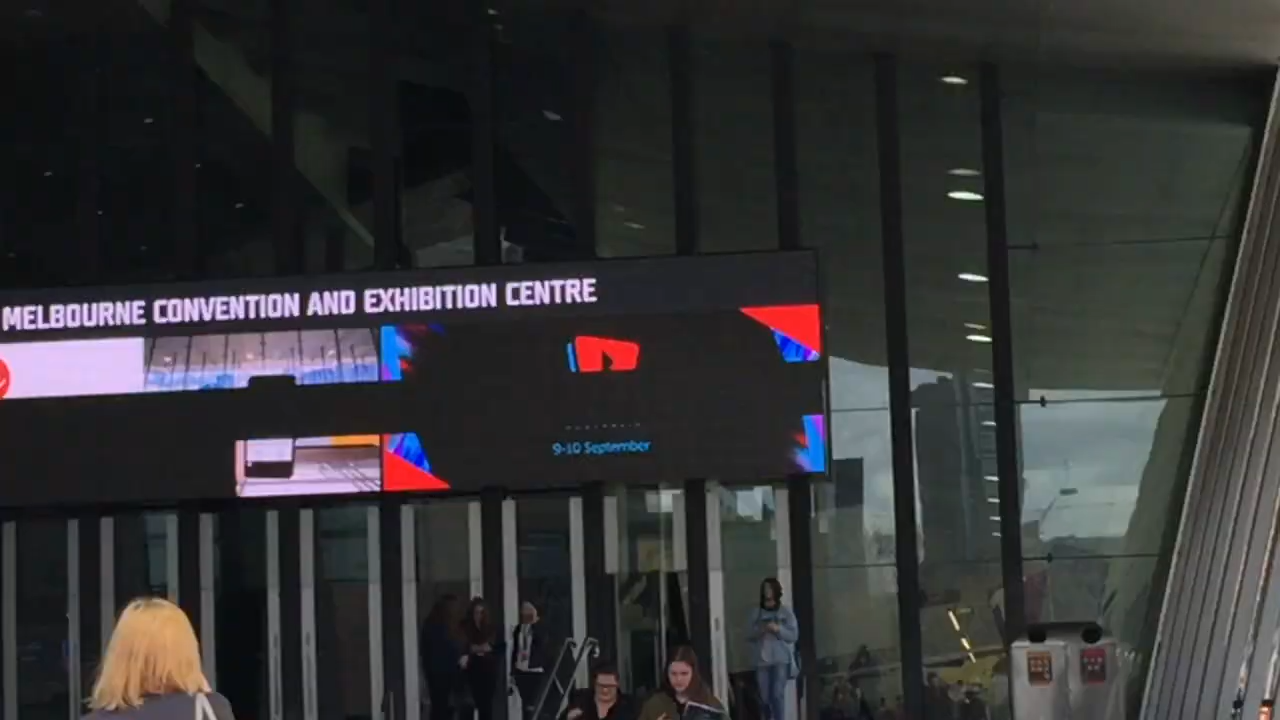 MELBOURNE CONVENTION AND EXHIBITION CENTRE
9-10 September